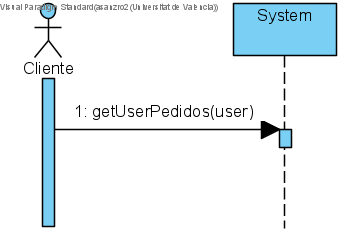 Visual Paradigm Standard(asanzro2(Universitat de Valencia))
System
Cliente
1: getUserPedidos(user)